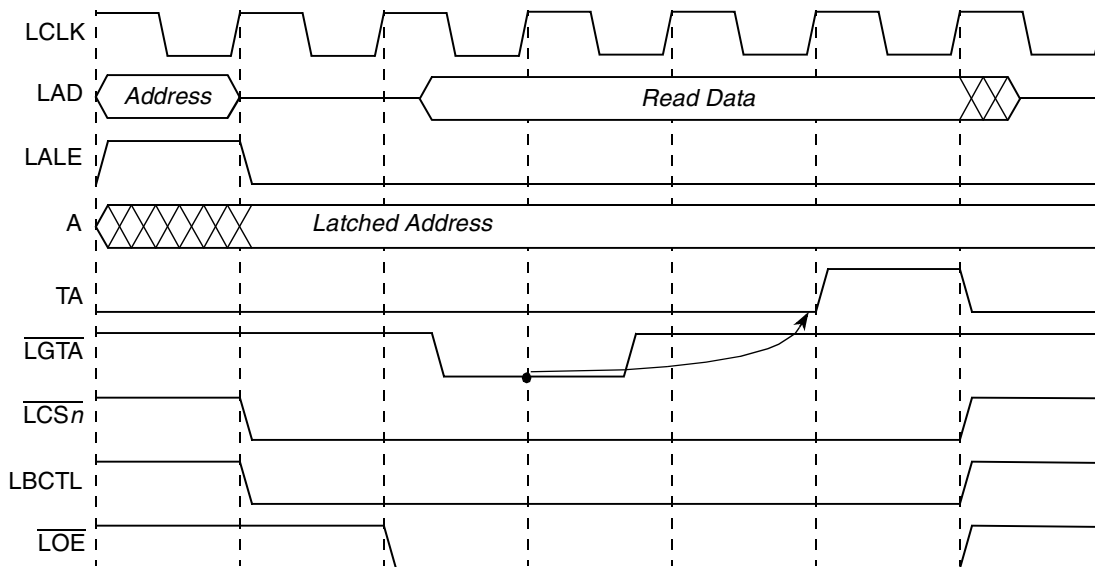 LCLK
LAD Address Read Data
LALE
A Latched Address
TA
LGTA
LCSn
LBCTL
LOE